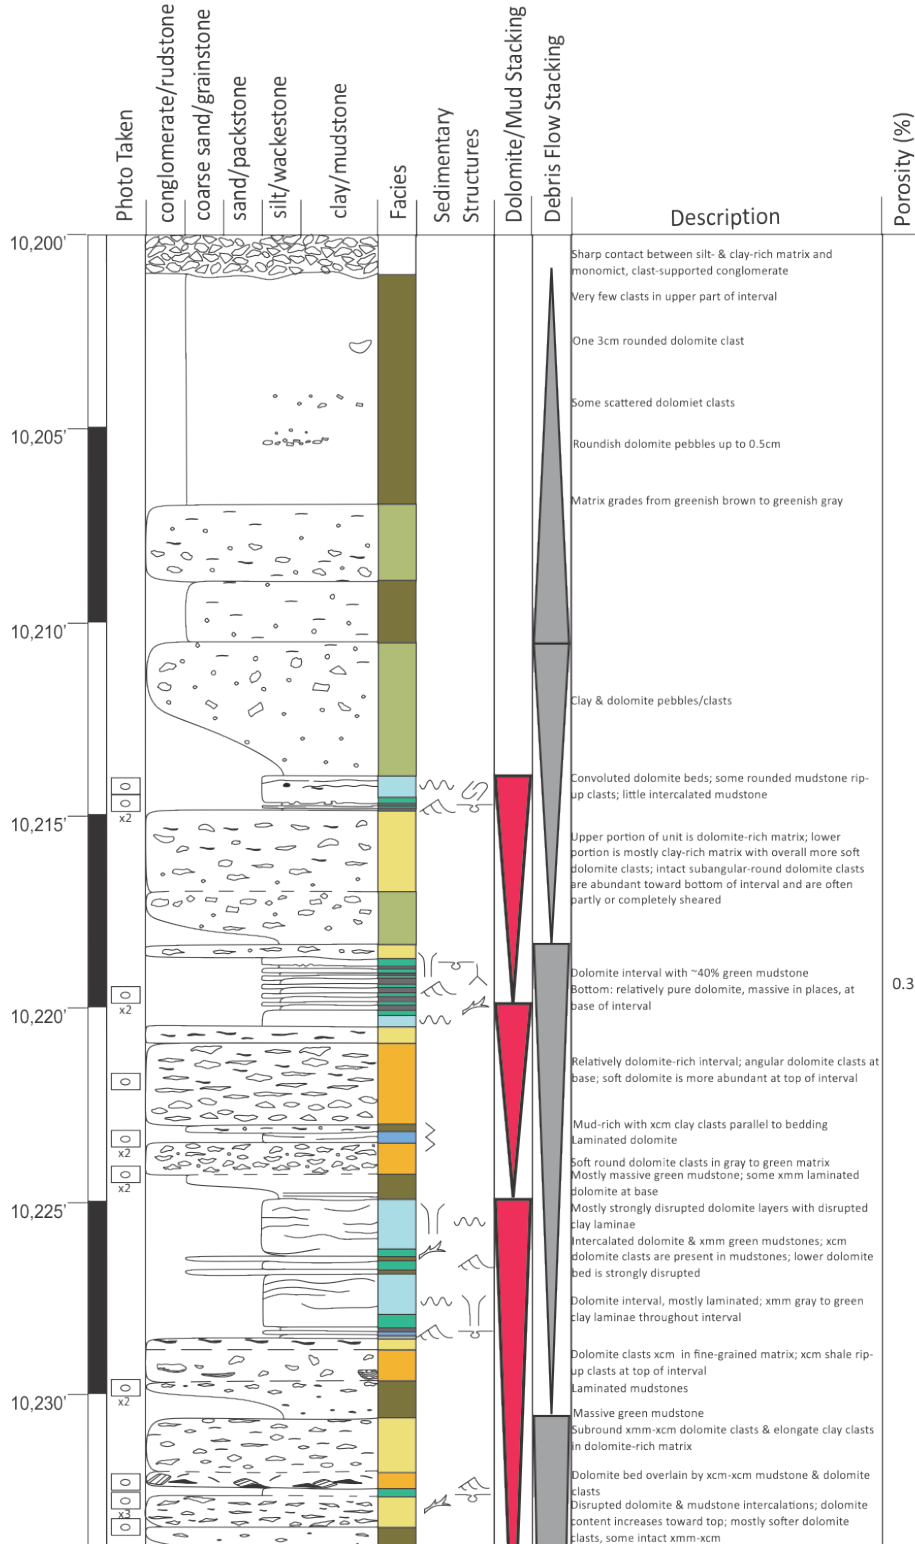 Photo Taken
conglomerate/rudstone
coarse sand/grainstone
sand/packstone
silt/wackestone
clay/mudstone
Facies
Sedimentary
Structures
Dolomite/Mud Stacking
Debris Flow Stacking
Description
Porosity (%)
10,200’
Sharp contact between silt- & clay-rich matrix and
monomict, clast-supported conglomerate
Very few clasts in upper part of interval
One 3cm rounded dolomite clast
Some scattered dolomiet clasts
10,205’
Roundish dolomite pebbles up to 0.5cm
Matrix grades from greenish brown to greenish gray
10,210’
Clay & dolomite pebbles/clasts
Convoluted dolomite beds; some rounded mudstone rip-
up clasts; little intercalated mudstone
x2
10,215’
Upper portion of unit is dolomite-rich matrix; lower
portion is mostly clay-rich matrix with overall more soft
dolomite clasts; intact subangular-round dolomite clasts
are abundant toward bottom of interval and are often
partly or completely sheared
Dolomite interval with ~40% green mudstone
Bottom: relatively pure dolomite, massive in places, at
base of interval
0.3
x2
10,220’
Relatively dolomite-rich interval; angular dolomite clasts at
base; soft dolomite is more abundant at top of interval
Mud-rich with xcm clay clasts parallel to bedding
Laminated dolomite
x2
Soft round dolomite clasts in gray to green matrix
Mostly massive green mudstone; some xmm laminated
dolomite at base
x2
10,225’
Mostly strongly disrupted dolomite layers with disrupted
clay laminae
Intercalated dolomite & xmm green mudstones; xcm
dolomite clasts are present in mudstones; lower dolomite
bed is strongly disrupted
Dolomite interval, mostly laminated; xmm gray to green
clay laminae throughout interval
Dolomite clasts xcm in fine-grained matrix; xcm shale rip-
up clasts at top of interval
Laminated mudstones
x2
10,230’
Massive green mudstone
Subround xmm-xcm dolomite clasts & elongate clay clasts
in dolomite-rich matrix
Dolomite bed overlain by xcm-xcm mudstone & dolomite
clasts
Disrupted dolomite & mudstone intercalations; dolomite
content increases toward top; mostly softer dolomite
clasts, some intact xmm-xcm
x3